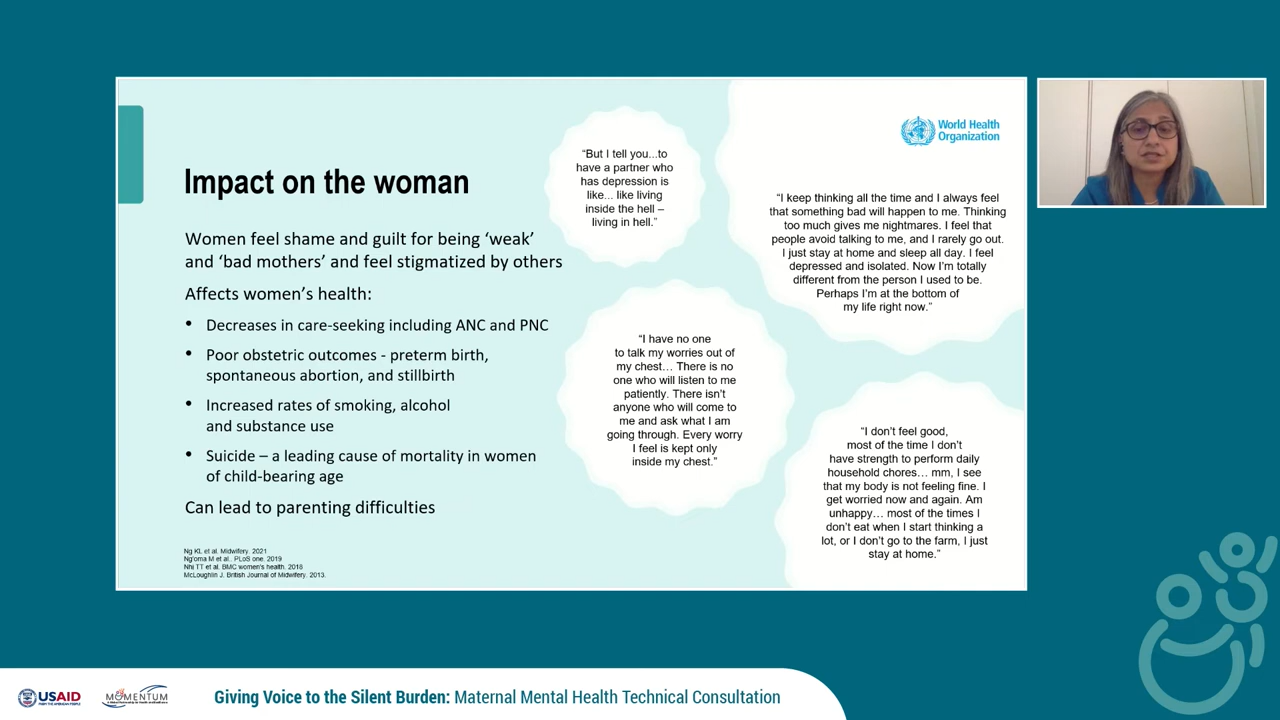 Impact on the woman
Women feel shame and guilt for being ‘weak’
and ‘bad mothers’ and feel stigmatized by others
Affects women’s health:
• Decreases in care-seeking including ANC and PNC
• Poor obstetric outcomes - preterm birth,
spontaneous abortion, and stillbirth
• Increased rates of smoking, alcohol
and substance use
• Suicide – a leading cause of mortality in women
of child-bearing age
Can lead to parenting difficulties
Ng KL et al. Midwifery. 2021
Ng'oma M et al.. PLoS one. 2019
Nhi TT et al. BMC women's health. 2018
McLoughlin J. British Journal of Midwifery. 2013.
“But I tell you...to
have a partner who
has depression is
like... like living
inside the hell –
living in hell.”
World Health
Organization
“I keep thinking all the time and I always feel
that something bad will happen to me. Thinking
too much gives me nightmares. I feel that
people avoid talking to me, and I rarely go out.
I just stay at home and sleep all day. I feel
depressed and isolated. Now I’m totally
different from the person I used to be.
Perhaps I’m at the bottom of
my life right now.”
“I have no one
to talk my worries out of
my chest… There is no
one who will listen to me
patiently. There isn’t
anyone who will come to
me and ask what I am
going through. Every worry
I feel is kept only
inside my chest.”
“I don’t feel good,
most of the time I don’t
have strength to perform daily
household chores… mm, I see
that my body is not feeling fine. I
get worried now and again. Am
unhappy… most of the times I
don’t eat when I start thinking a
lot, or I don’t go to the farm, I just
stay at home.”
USAID
FROM THE AMERICAN PEOPLE
MOMENTUM
Giving Voice to the Silent Burden: Maternal Mental Health Technical Consultation